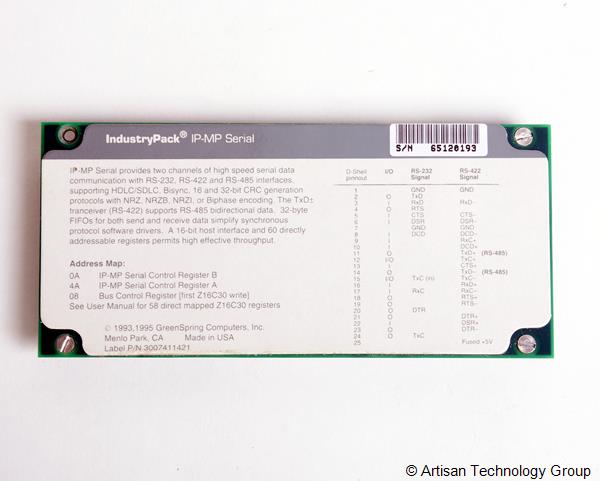 IndustryPack® IP-MP Serial
S/N 65120193
IP-MP Serial provides two channels of high speed serial data
communication with RS-232, RS-422 and RS-485 interfaces,
supporting HDLC/SDLC, Bisync, 16 and 32-bit CRC generation
protocols with NRZ, NRZB, NRZI, or Biphase encoding. The TxD±
tranceiver (RS-422) supports RS-485 bidirectional data. 32-byte
FIFOs for both send and receive data simplify synchronous
protocol software drivers. A 16-bit host interface and 60 directly
addressable registers permits high effective throughput.
Address Map:
0A IP-MP Serial Control Register B
4A IP-MP Serial Control Register A
08 Bus Control Register [first Z16C30 write]
See User Manual for 58 direct mapped Z16C30 registers
© 1993,1995 GreenSpring Computers, Inc.
Menlo Park, CA Made in USA
Label P/N 3007411421
D-Shell I/O RS-232 RS-422
pinnout Signal Signal
1 GND GND
2 O TxD
3 I RxD RxD−
4 O RTS
5 I CTS CTS−
6 I DSR DSR−
7 GND GND
8 I DCD DCD−
9 I RxC+
10 I DCD+
11 O TxD+ (RS-485)
12 I/O TxC+
13 I CTS+
14 O TxD− (RS-485)
15 I/O TxC (in) TxC−
16 I RxD+
17 I RxC RxC−
18 O RTS+
19 O RTS−
20 O DTR
21 O DTR+
22 I DSR+
23 O DTR−
24 O TxC
25 Fused +5V
© Artisan Technology Group